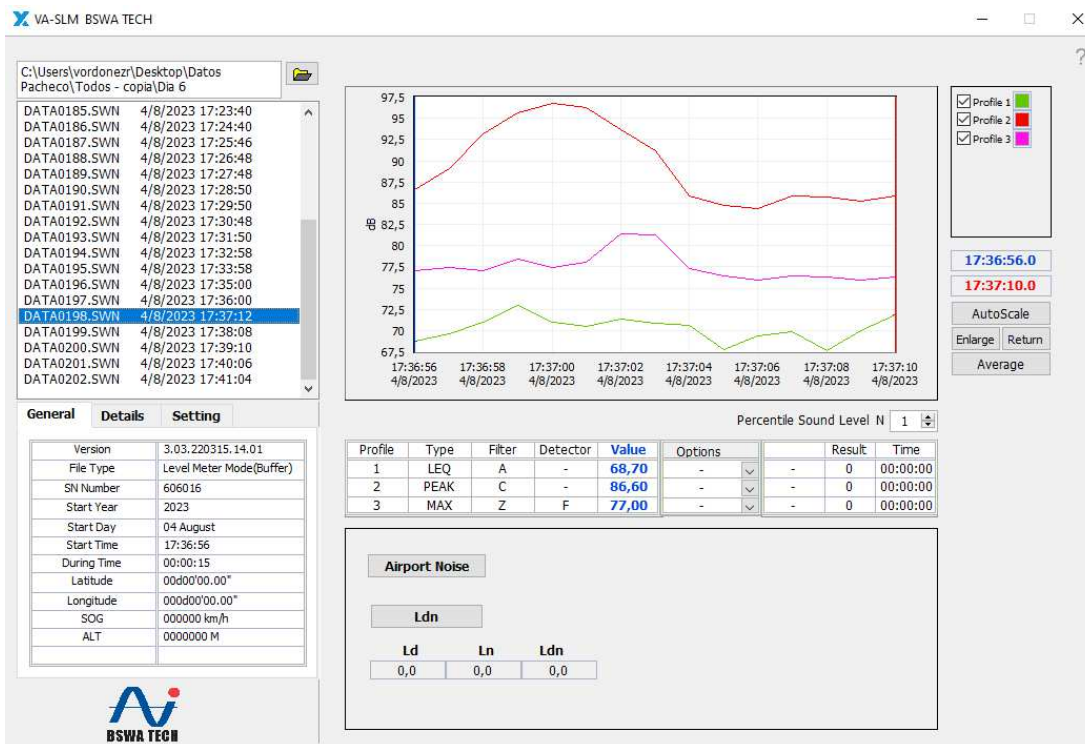 VA-SLM BSWA TECH
?
C:\Users\vordonezr\Desktop\Datos
Pacheco\Todos - copia\Dia 6
DATA0185.SWN 4/8/2023 17:23:40
DATA0186.SWN 4/8/2023 17:24:40
DATA0187.SWN 4/8/2023 17:25:46
DATA0188.SWN 4/8/2023 17:26:48
DATA0189.SWN 4/8/2023 17:27:48
DATA0190.SWN 4/8/2023 17:28:50
DATA0191.SWN 4/8/2023 17:29:50
DATA0192.SWN 4/8/2023 17:30:48
DATA0193.SWN 4/8/2023 17:31:50
DATA0194.SWN 4/8/2023 17:32:58
DATA0195.SWN 4/8/2023 17:33:58
DATA0196.SWN 4/8/2023 17:35:00
DATA0197.SWN 4/8/2023 17:36:00
DATA0198.SWN 4/8/2023 17:37:12
DATA0199.SWN 4/8/2023 17:38:08
DATA0200.SWN 4/8/2023 17:39:10
DATA0201.SWN 4/8/2023 17:40:06
DATA0202.SWN 4/8/2023 17:41:04
General Details Setting
Version 3.03.220315.14.01
File Type Level Meter Mode(Buffer)
SN Number 606016
Start Year 2023
Start Day 04 August
Start Time 17:36:56
During Time 00:00:15
Latitude 00d00'00.00"
Longitude 000d00'00.00"
SOG 000000 km/h
ALT 0000000 M
BSWA TECH
97,5
95
92,5
90
87,5
85
82,5
80
77,5
75
72,5
70
67,5
dB
17:36:56 17:36:58 17:37:00 17:37:02 17:37:04 17:37:06 17:37:08 17:37:10
4/8/2023 4/8/2023 4/8/2023 4/8/2023 4/8/2023 4/8/2023 4/8/2023 4/8/2023
Profile 1
Profile 2
Profile 3
17:36:56.0
17:37:10.0
AutoScale
Enlarge Return
Average
Percentile Sound Level N 1
Profile Type Filter Detector Value Options Result Time
1 LEQ A - 68,70 - - 0 00:00:00
2 PEAK C - 86,60 - - 0 00:00:00
3 MAX Z F 77,00 - - 0 00:00:00
Airport Noise
Ldn
Ld Ln Ldn
0,0 0,0 0,0